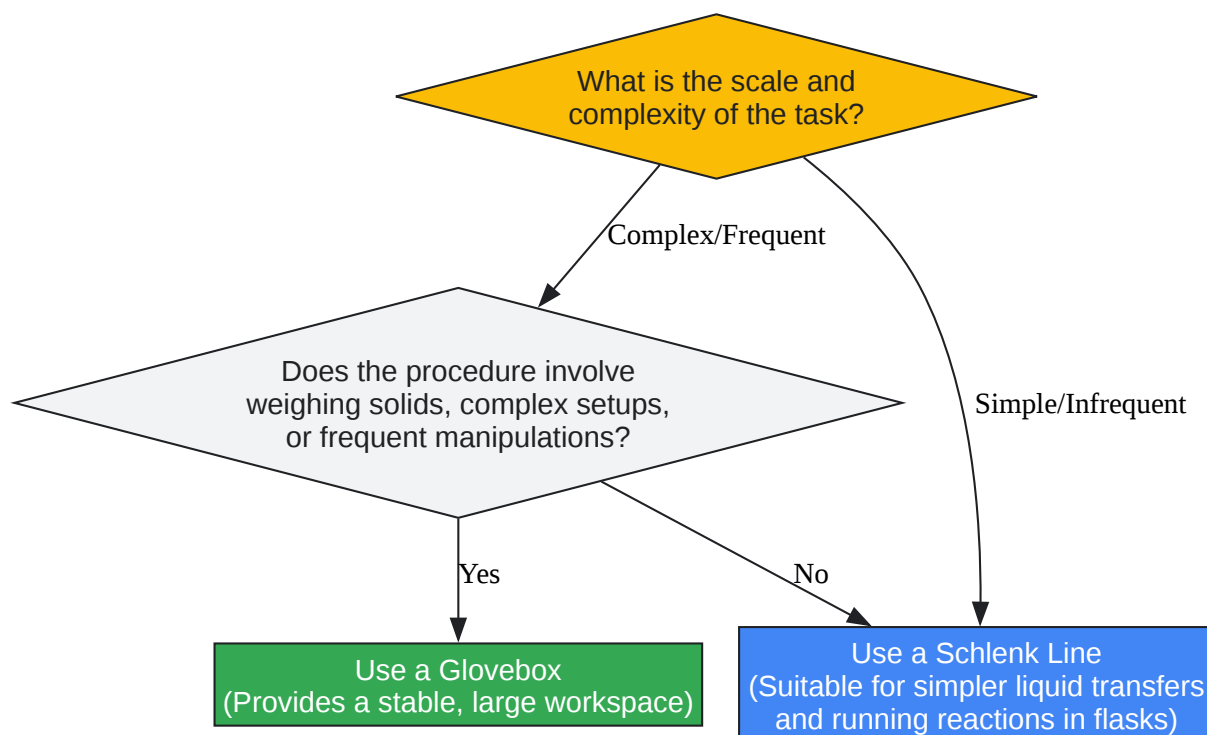 What is the scale and
complexity of the task?
Complex/Frequent
Does the procedure involve
weighing solids, complex setups,
or frequent manipulations?
Simple/Infrequent
Yes
No
Use a Glovebox
(Provides a stable, large workspace)
Use a Schlenk Line
(Suitable for simpler liquid transfers
and running reactions in flasks)